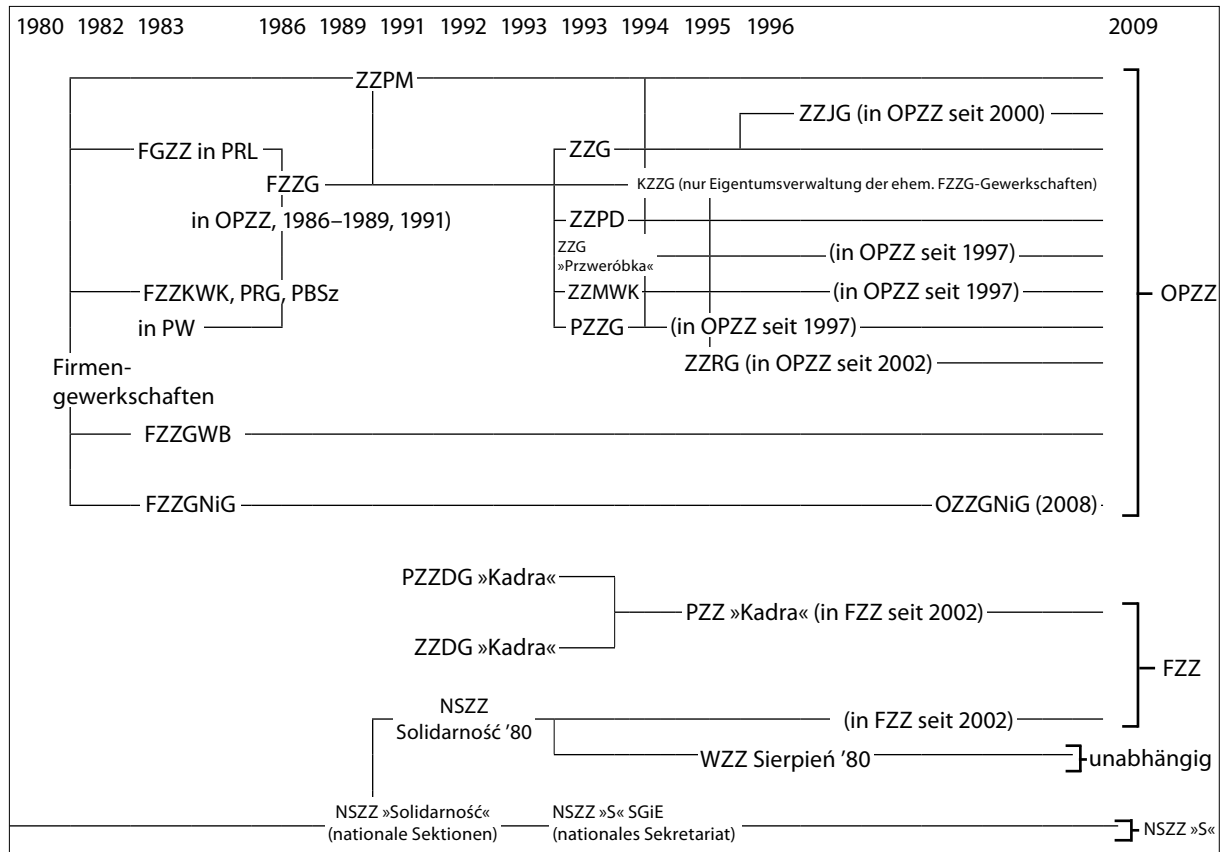 1980 1982 1983 1986 1989 1991 1992 1993 1993 1994 1995 1996 2009
ZZPM
ZZJG (in OPZZ seit 2000)
FGZZ in PRL
ZZG
FZZG
KZZG (nur Eigentumsverwaltung der ehem. FZZG-Gewerkschaften)
in OPZZ, 1986–1989, 1991)
ZZPD
ZZG
»Przweróbka«
(in OPZZ seit 1997)
FZZKWK, PRG, PBSz
ZZMWK
(in OPZZ seit 1997)
OPZZ
in PW
PZZG
(in OPZZ seit 1997)
ZZRG (in OPZZ seit 2002)
Firmen-
gewerkschaften
FZZGWB
FZZGNiG
OZZGNiG (2008)
PZZDG »Kadra«
PZZ »Kadra« (in FZZ seit 2002)
ZZDG »Kadra«
FZZ
NSZZ
Solidarność ’80
(in FZZ seit 2002)
WZZ Sierpień ’80
unabhängig
NSZZ »Solidarność«
(nationale Sektionen)
NSZZ »S« SGiE
(nationales Sekretariat)
NSZZ »S«